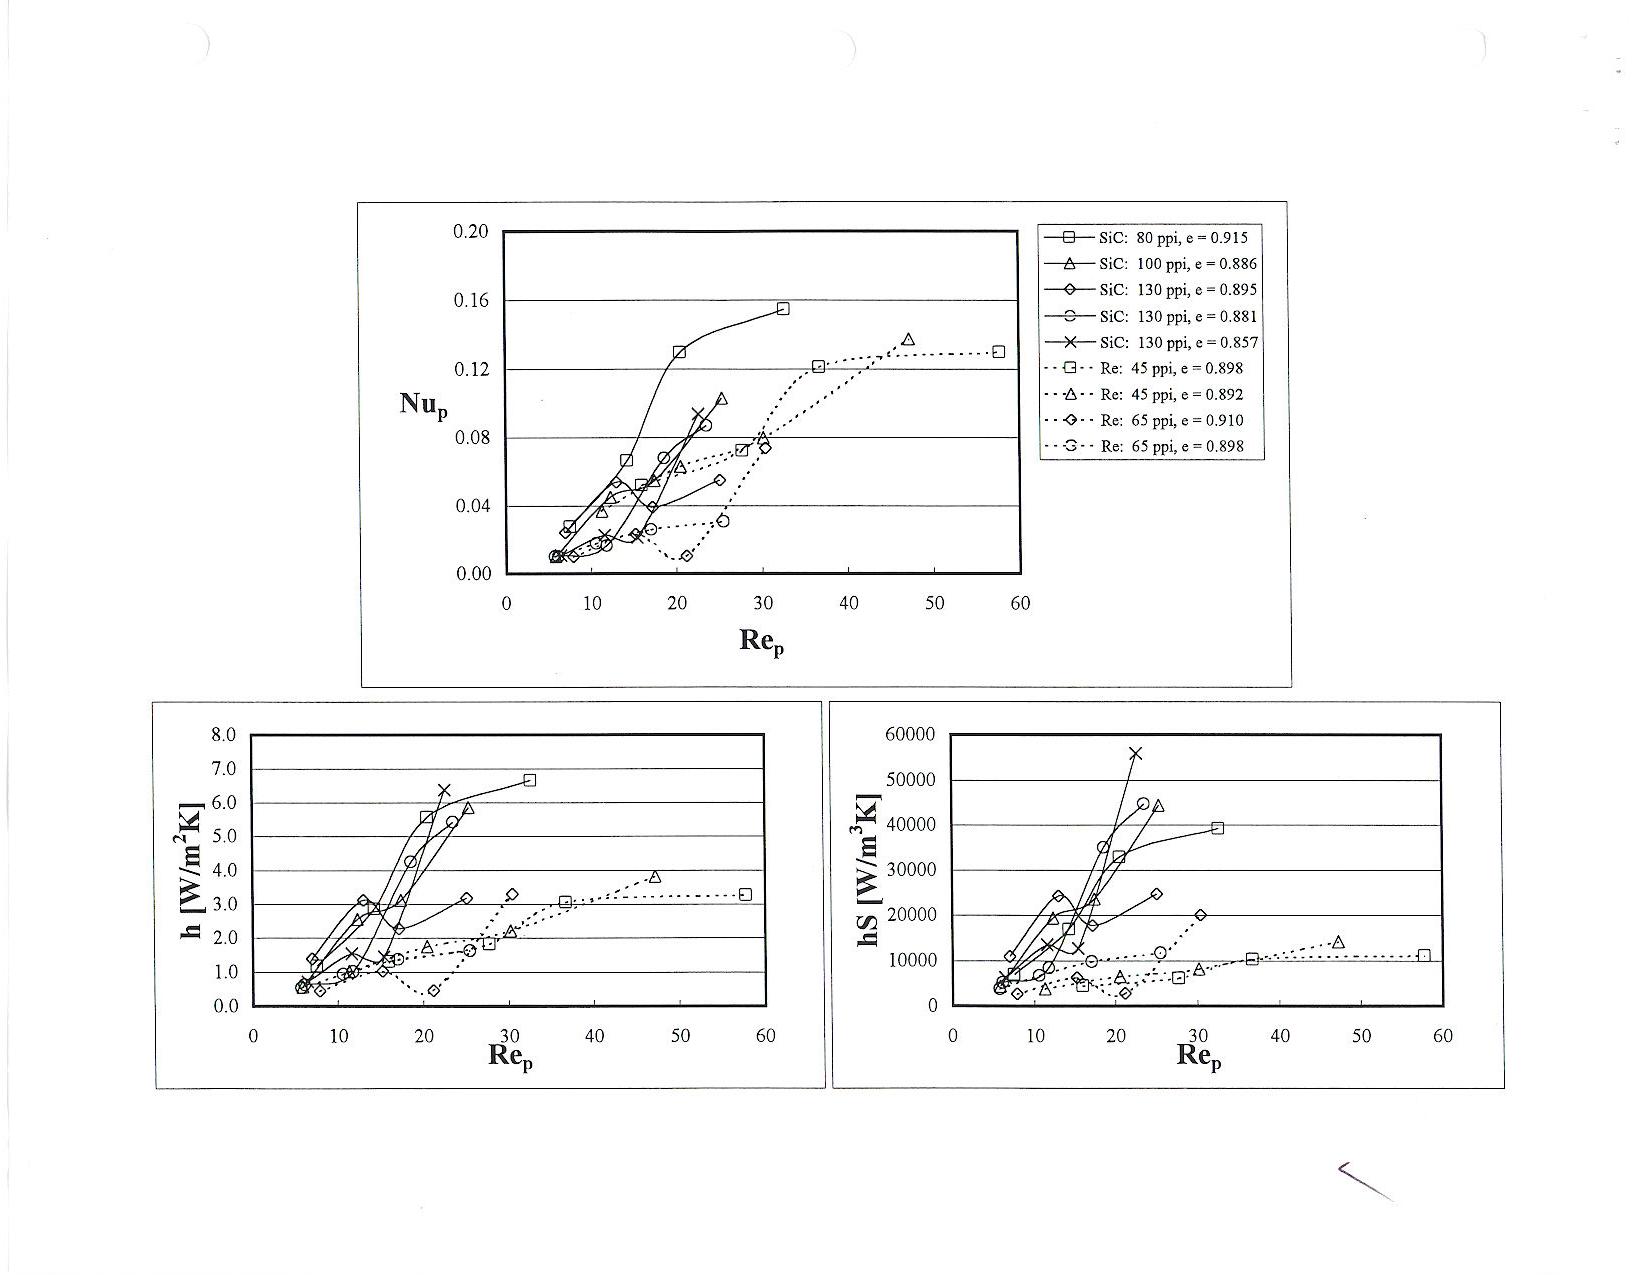 0.20
0.16
0.12
0.08
0.04
0.00
Nuₚ
0 10 20 30 40 50 60
Reₚ
SiC: 80 ppi, e = 0.915
SiC: 100 ppi, e = 0.886
SiC: 130 ppi, e = 0.895
SiC: 130 ppi, e = 0.881
SiC: 130 ppi, e = 0.857
Re: 45 ppi, e = 0.898
Re: 45 ppi, e = 0.892
Re: 65 ppi, e = 0.910
Re: 65 ppi, e = 0.898
8.0
7.0
6.0
5.0
4.0
3.0
2.0
1.0
0.0
h [W/m²K]
0 10 20 30 40 50 60
Reₚ
60000
50000
40000
30000
20000
10000
0
hS [W/m³K]
0 10 20 30 40 50 60
Reₚ